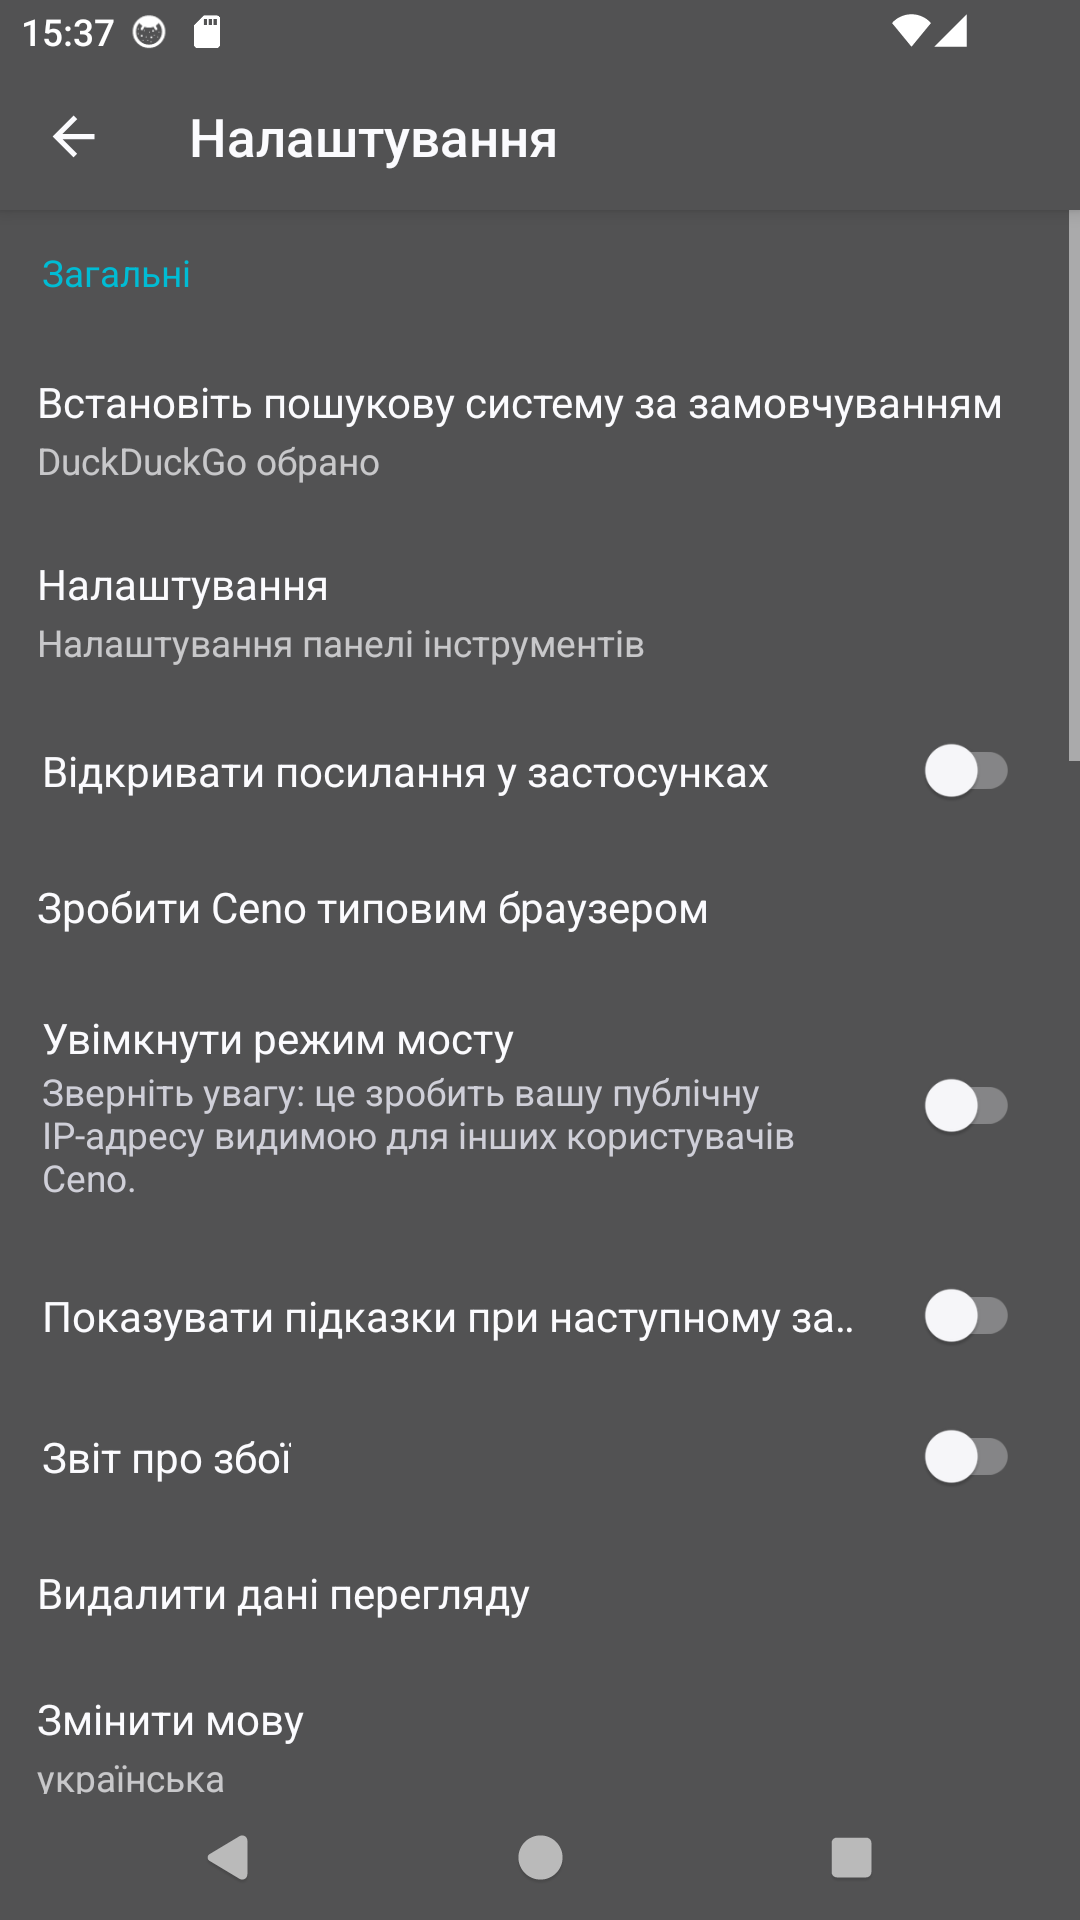 15:37
Налаштування
Загальні
Встановіть пошукову систему за замовчуванням
DuckDuckGo обрано
Налаштування
Налаштування панелі інструментів
Відкривати посилання у застосунках
Зробити Ceno типовим браузером
Увімкнути режим мосту
Зверніть увагу: це зробить вашу публічну
IP-адресу видимою для інших користувачів
Ceno.
Показувати підказки при наступному за..
Звіт про збої
Видалити дані перегляду
Змінити мову
українська